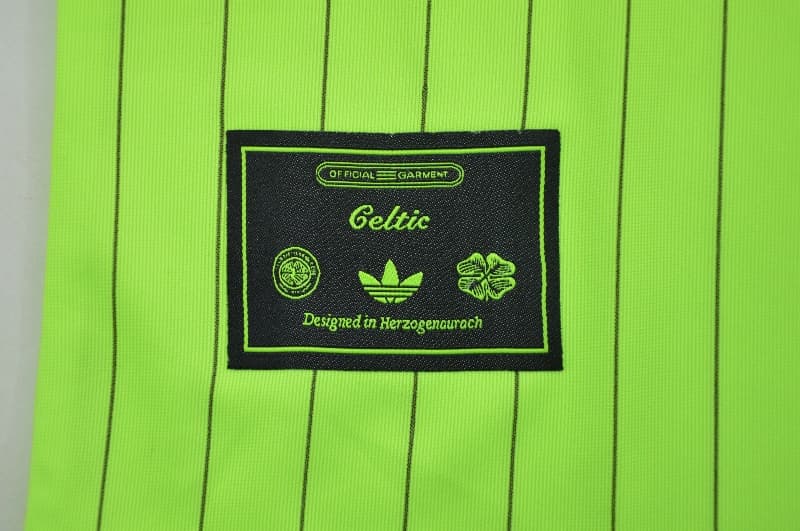 OFFICIAL GARMENT
Celtic
Designed in Herzogenaurach